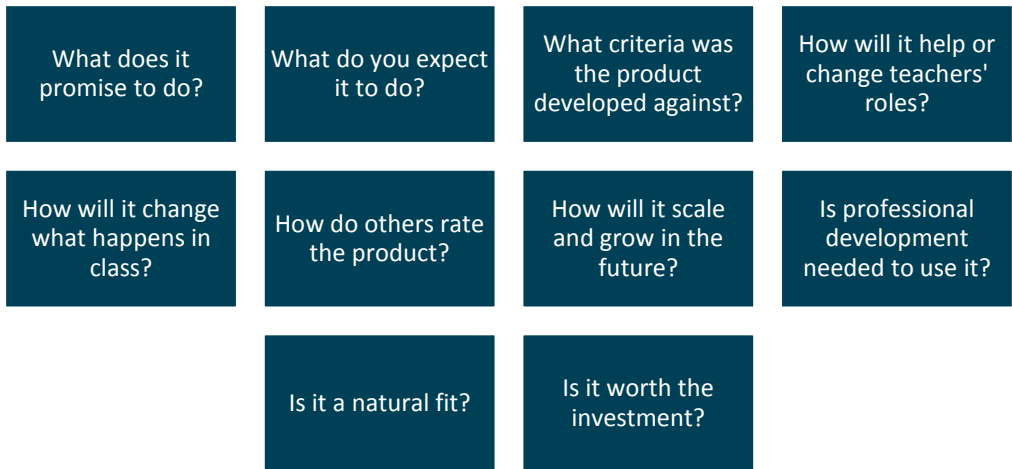 What does it
promise to do?
What do you expect
it to do?
What criteria was
the product
developed against?
How will it help or
change teachers'
roles?
How will it change
what happens in
class?
How do others rate
the product?
How will it scale
and grow in the
future?
Is professional
development
needed to use it?
Is it a natural fit?
Is it worth the
investment?